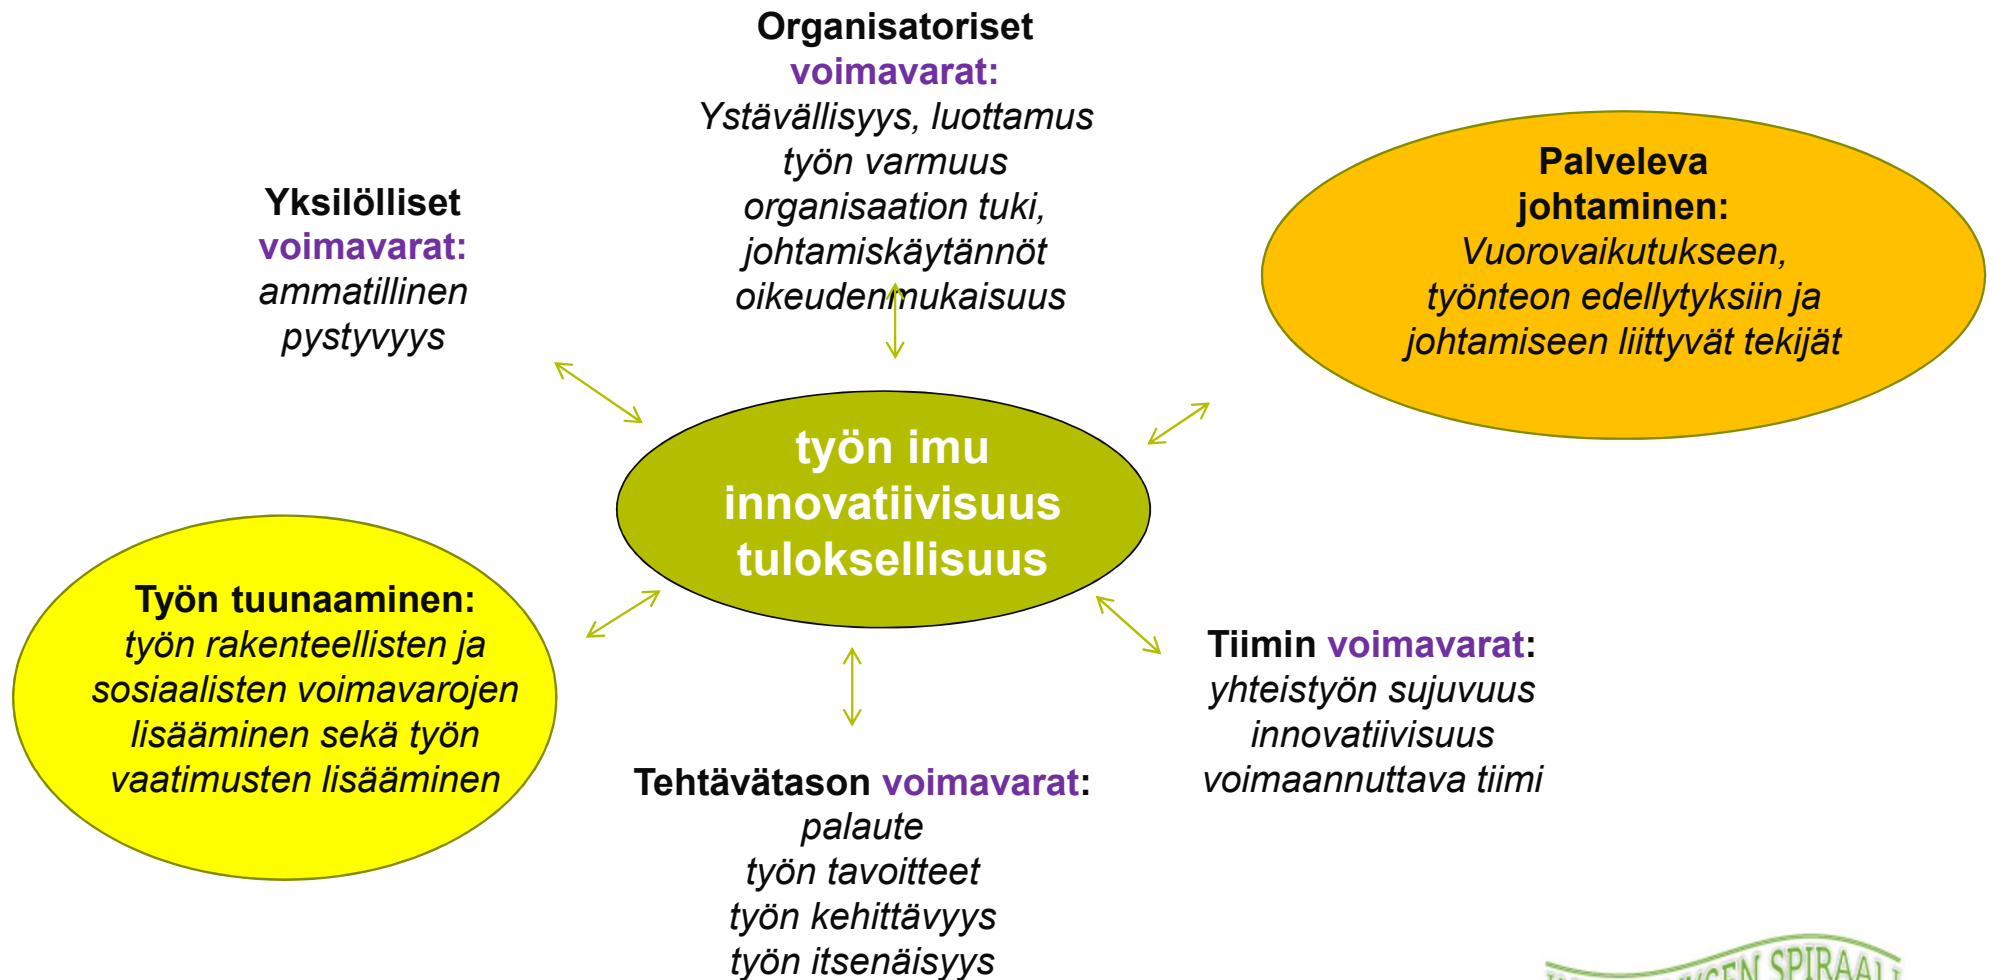 Organisatoriset
voimavarat:
Ystävällisyys, luottamus
työn varmuus
organisaation tuki,
johtamiskäytännöt
oikeudenmukaisuus
Yksilölliset
voimavarat:
ammatillinen
pystyvyys
Palveleva
johtaminen:
Vuorovaikutukseen,
työnteon edellytyksiin ja
johtamiseen liittyvät tekijät
työn imu
innovatiivisuus
tuloksellisuus
Työn tuunaaminen:
työn rakenteellisten ja
sosiaalisten voimavarojen
lisääminen sekä työn
vaatimusten lisääminen
Tiimin voimavarat:
yhteistyön sujuvuus
innovatiivisuus
voimaannuttava tiimi
Tehtävätason voimavarat:
palaute
työn tavoitteet
työn kehittävyys
työn itsenäisyys
SPIRAALI